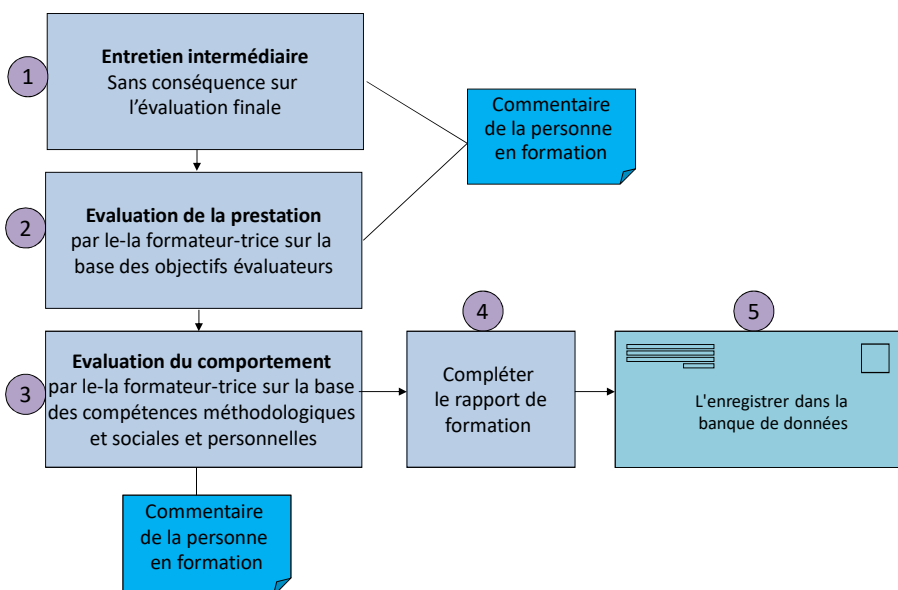 1
Entretien intermédiaire
Sans conséquence sur
l'évaluation finale
Commentaire
de la personne
en formation
2
Evaluation de la prestation
par le-la formateur-trice sur la
base des objectifs évaluateurs
3
Evaluation du comportement
par le-la formateur-trice sur la base
des compétences méthodologiques
et sociales et personnelles
4
Compléter
le rapport de
formation
5
L'enregistrer dans la
banque de données
Commentaire
de la personne
en formation